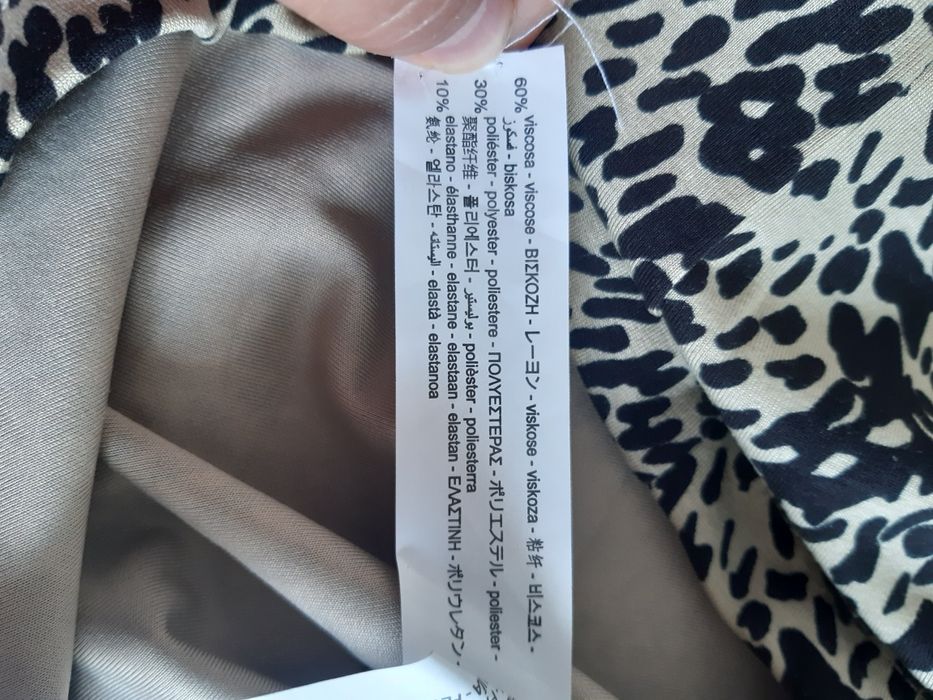 60% viscosa - viscose - ΒΙΣΚΟΖΗ - レーヨン - viskose - viskoza - 粘纤 - 비스코스 -
فسكوز - biskosa
30% poliéster - polyester - poliestere - ΠΟΛΥΕΣΤΕΡΑΣ - ポリエステル - poliester -
聚酯纤维 - 폴리에스터 - بوليستير - polièster - poliesterra
10% elastano - élasthanne - elastane - elastaan - elastan - ΕΛΑΣΤΙΝΗ - ポリウレタン -
氨纶 - 엘라스탄 - اليستان - elastà - elastanoa